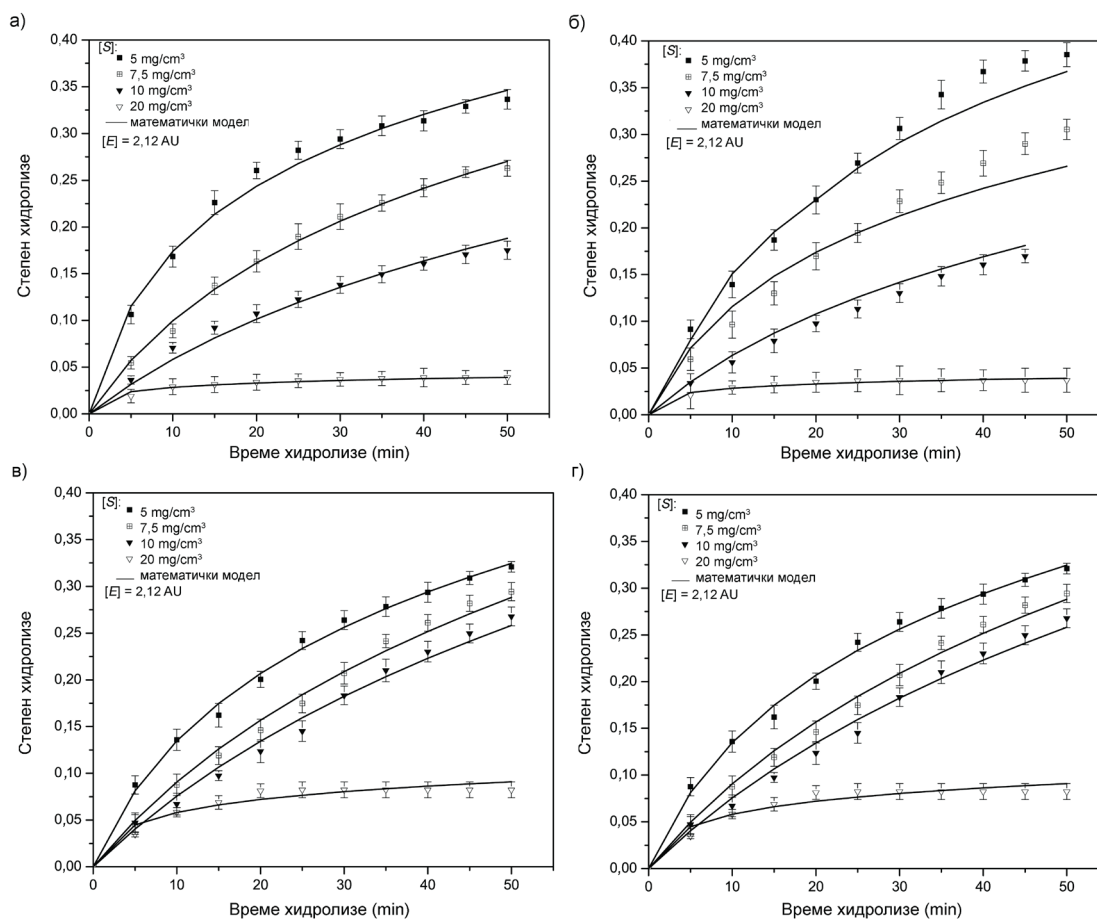 а)
[S]:
5 mg/cm³
7,5 mg/cm³
10 mg/cm³
20 mg/cm³
математички модел
[E] = 2,12 AU
Степен хидролизе
0,40
0,35
0,30
0,25
0,20
0,15
0,10
0,05
0,00
0 10 20 30 40 50
Време хидролизе (min)
б)
[S]:
5 mg/cm³
7,5 mg/cm³
10 mg/cm³
20 mg/cm³
математички модел
[E] = 2,12 AU
Степен хидролизе
0,40
0,35
0,30
0,25
0,20
0,15
0,10
0,05
0,00
0 10 20 30 40 50
Време хидролизе (min)
в)
[S]:
5 mg/cm³
7,5 mg/cm³
10 mg/cm³
20 mg/cm³
математички модел
[E] = 2,12 AU
Степен хидролизе
0,40
0,35
0,30
0,25
0,20
0,15
0,10
0,05
0,00
0 10 20 30 40 50
Време хидролизе (min)
г)
[S]:
5 mg/cm³
7,5 mg/cm³
10 mg/cm³
20 mg/cm³
математички модел
[E] = 2,12 AU
Степен хидролизе
0,40
0,35
0,30
0,25
0,20
0,15
0,10
0,05
0,00
0 10 20 30 40 50
Време хидролизе (min)